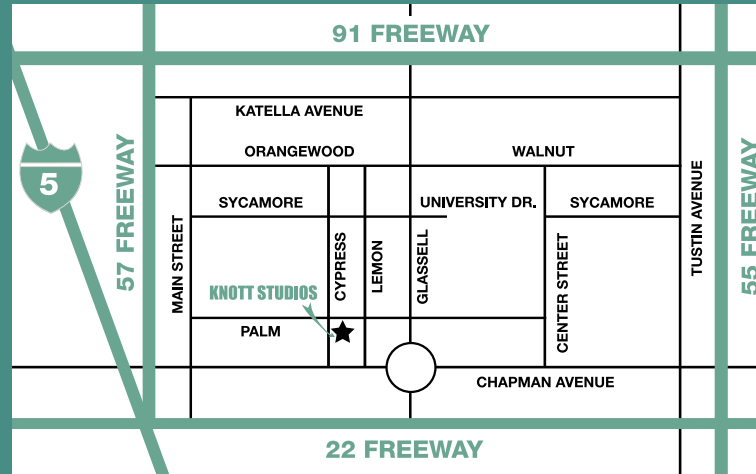 91 FREEWAY
KATELLA AVENUE
ORANGEWOOD
WALNUT
5
57 FREEWAY
MAIN STREET
SYCAMORE
CYPRESS
LEMON
GLASSELL
UNIVERSITY DR.
SYCAMORE
CENTER STREET
TUSTIN AVENUE
55 FREEWAY
KNOTT STUDIOS
PALM
CHAPMAN AVENUE
22 FREEWAY